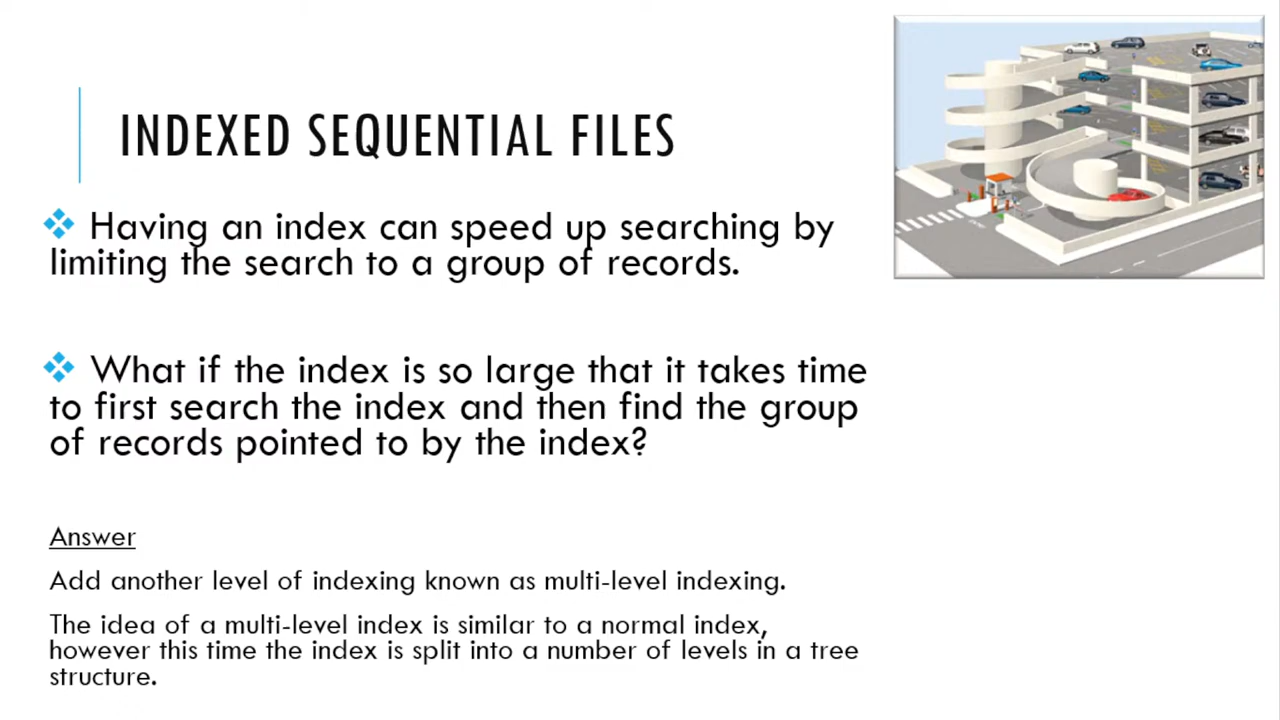 INDEXED SEQUENTIAL FILES
Having an index can speed up searching by
limiting the search to a group of records.
What if the index is so large that it takes time
to first search the index and then find the group
of records pointed to by the index?
Answer
Add another level of indexing known as multi-level indexing.
The idea of a multi-level index is similar to a normal index,
however this time the index is split into a number of levels in a tree
structure.